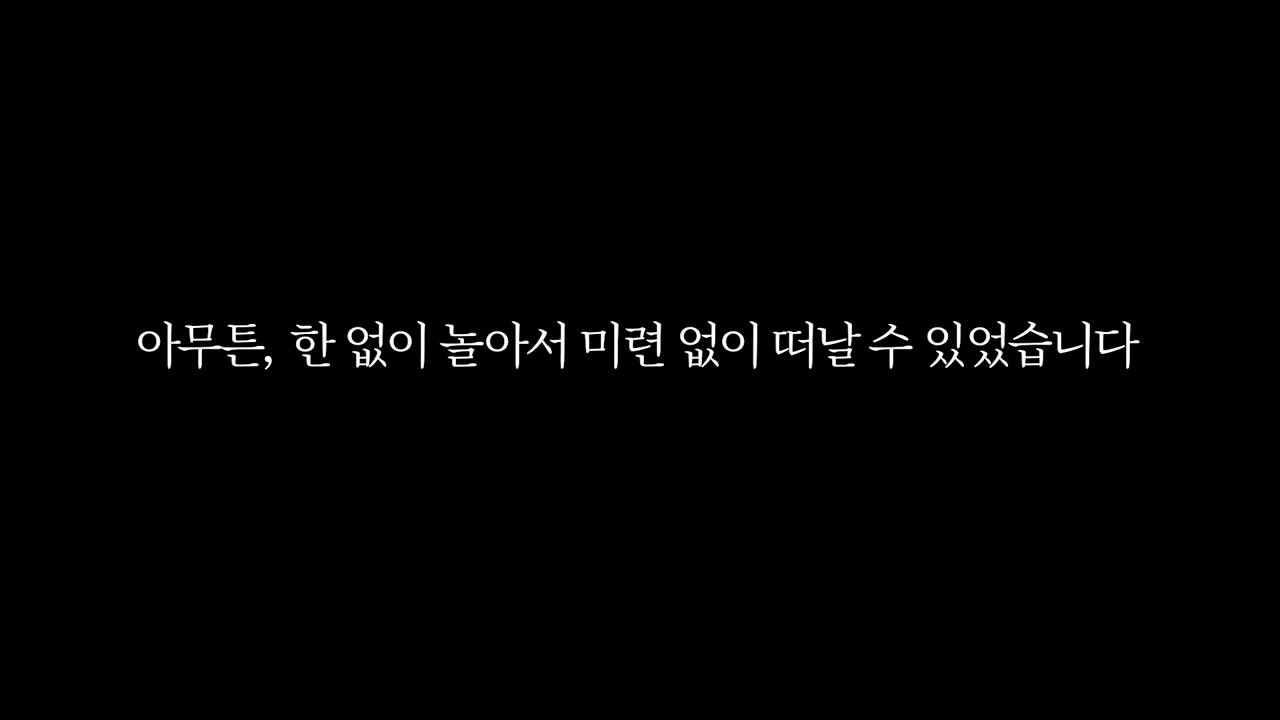 아무튼, 한 없이 놀아서 미련 없이 떠날 수 있었습니다